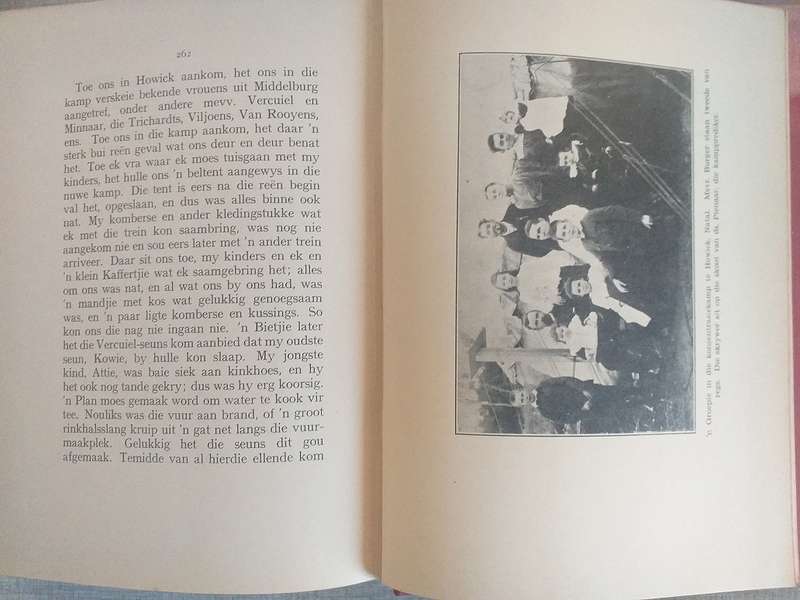 262
Toe ons in Howick aankom, het ons in die
kamp verskeie bekende vrouens uit Middelburg
aangetref, onder andere mevv. Vercuiel en
Minnaar, die Trichardts, Viljoens, Van Rooyens,
ens. Toe ons in die kamp aankom, het daar 'n
sterk bui reën geval wat ons deur en deur benat
het. Toe ek vra waar ek moes tuisgaan met my
kinders, het hulle ons 'n beltent aangewys in die
nuwe kamp. Die tent is eers na die reën begin
val het, opgeslaan, en dus was alles binne ook
nat. My komberse en ander kledingstukke wat
ek met die trein kon saambring, was nog nie
aangekom nie en sou eers later met 'n ander trein
arriveer. Daar sit ons toe, my kinders en ek en
'n klein Kaffertjie wat ek saamgebring het; alles
om ons was nat, en al wat ons by ons had, was
'n mandjie met kos wat gelukkig genoegsaam
was, en 'n paar ligte komberse en kussings. So
kon ons die nag nie ingaan nie. 'n Bietjie later
het die Vercuiel-seuns kom aanbied dat my oudste
seun, Kowie, by hulle kon slaap. My jongste
kind, Attie, was baie siek aan kinkhoes, en hy
het ook nog tande gekry; dus was hy erg koorsig.
'n Plan moes gemaak word om water te kook vir
tee. Nouliks was die vuur aan brand, of 'n groot
rinkhalsslang kruip uit 'n gat net langs die vuur-
maakplek. Gelukkig het die seuns dit gou
afgemaak. Temidde van al hierdie ellende kom
'n Groepie in die konsentrasiekamp te Howick, Natal. Mevr. Burger staan tweede van
regs. Die skrywer sit op die skoot van ds. Pienaar, die kampprediker.